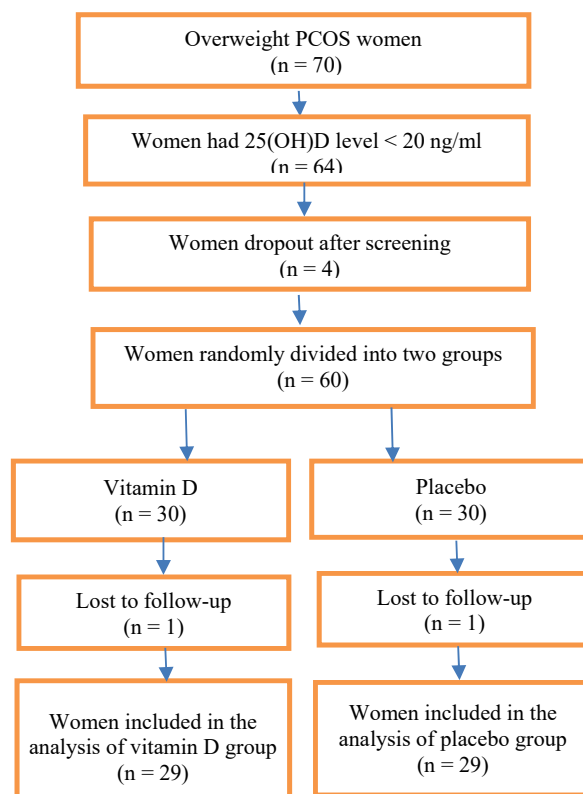 Overweight PCOS women
(n = 70)
Women had 25(OH)D level < 20 ng/ml
(n = 64)
Women dropout after screening
(n = 4)
Women randomly divided into two groups
(n = 60)
Vitamin D
(n = 30)
Placebo
(n = 30)
Lost to follow-up
(n = 1)
Lost to follow-up
(n = 1)
Women included in the
analysis of vitamin D group
(n = 29)
Women included in the
analysis of placebo group
(n = 29)